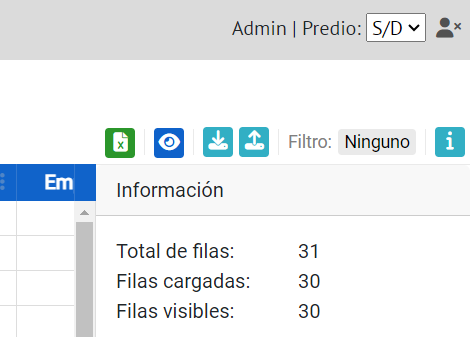 Admin | Predio: S/D
Filtro: Ninguno
Em
Información
Total de filas: 31
Filas cargadas: 30
Filas visibles: 30